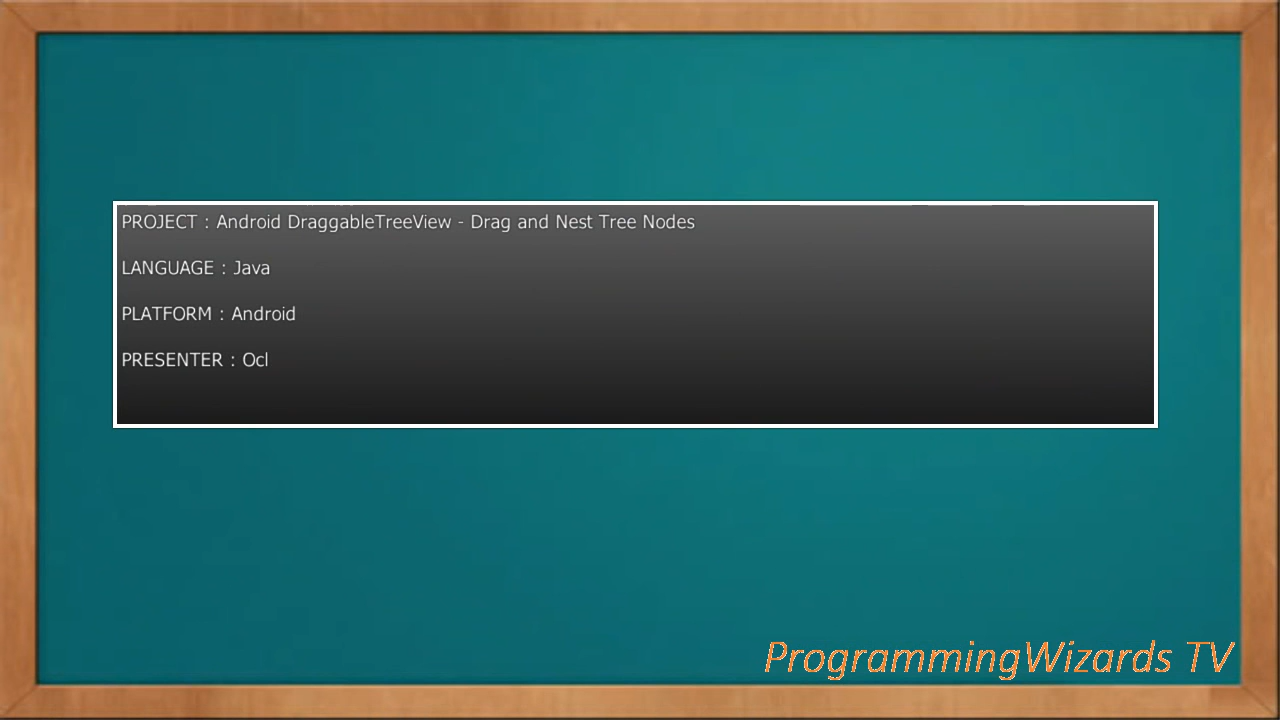 PROJECT : Android DraggableTreeView - Drag and Nest Tree Nodes
LANGUAGE : Java
PLATFORM : Android
PRESENTER : Ocl
ProgrammingWizards TV